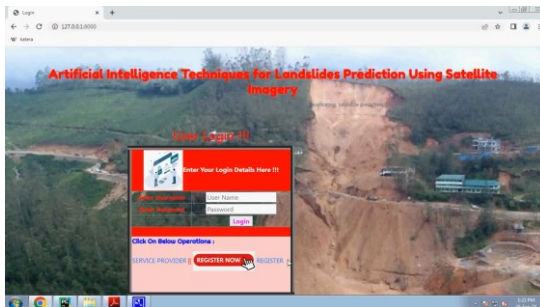 Login
127.0.0.1:8000
Artificial Intelligence Techniques for Landslides Prediction Using Satellite
Imagery
User Login !!!
Enter Your Login Details Here !!!
User Name
Password
Login
Click On Below Operations :
SERVICE PROVIDER || REGISTER NOW REGISTER